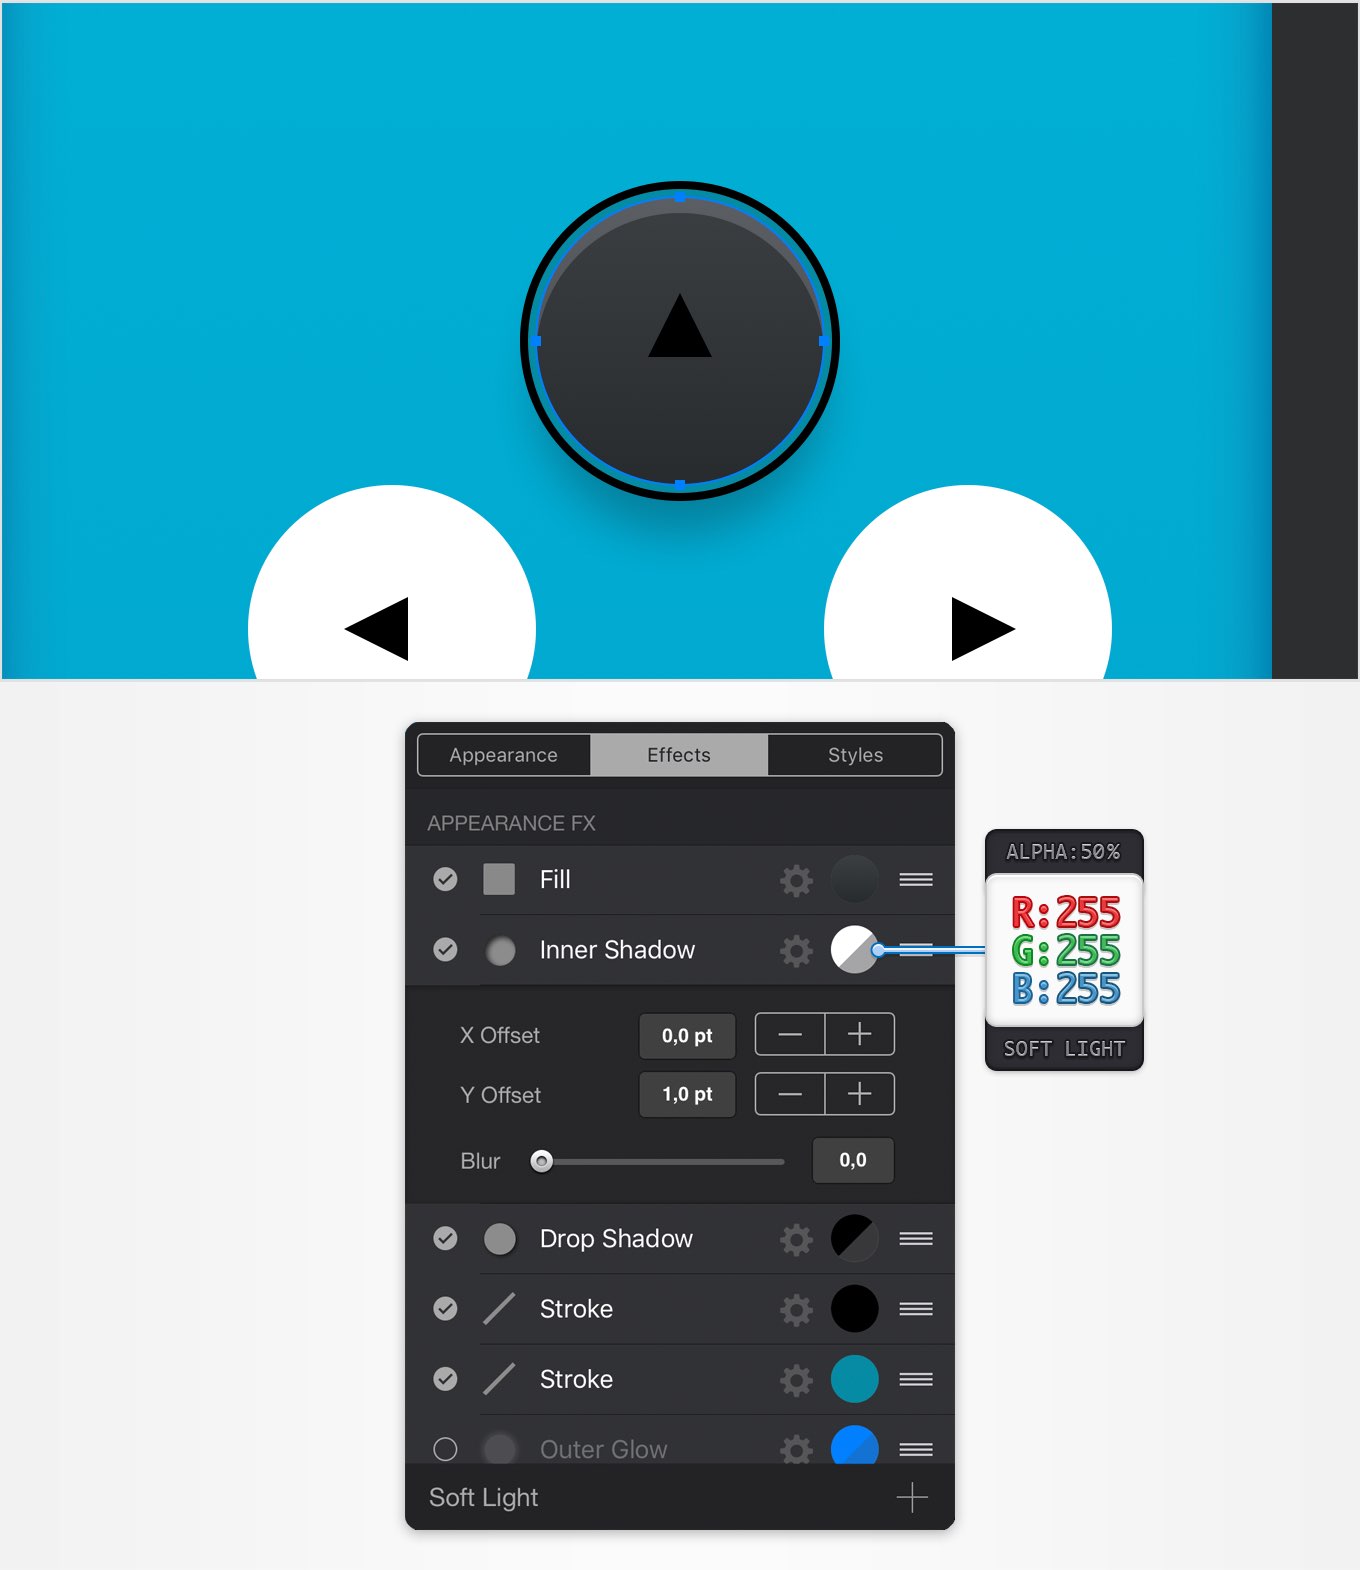 Appearance Effects Styles
APPEARANCE FX
Fill
Inner Shadow
X Offset 0,0 pt
Y Offset 1,0 pt
Blur 0,0
Drop Shadow
Stroke
Stroke
Outer Glow
Soft Light
ALPHA:50%
R:255
G:255
B:255
SOFT LIGHT